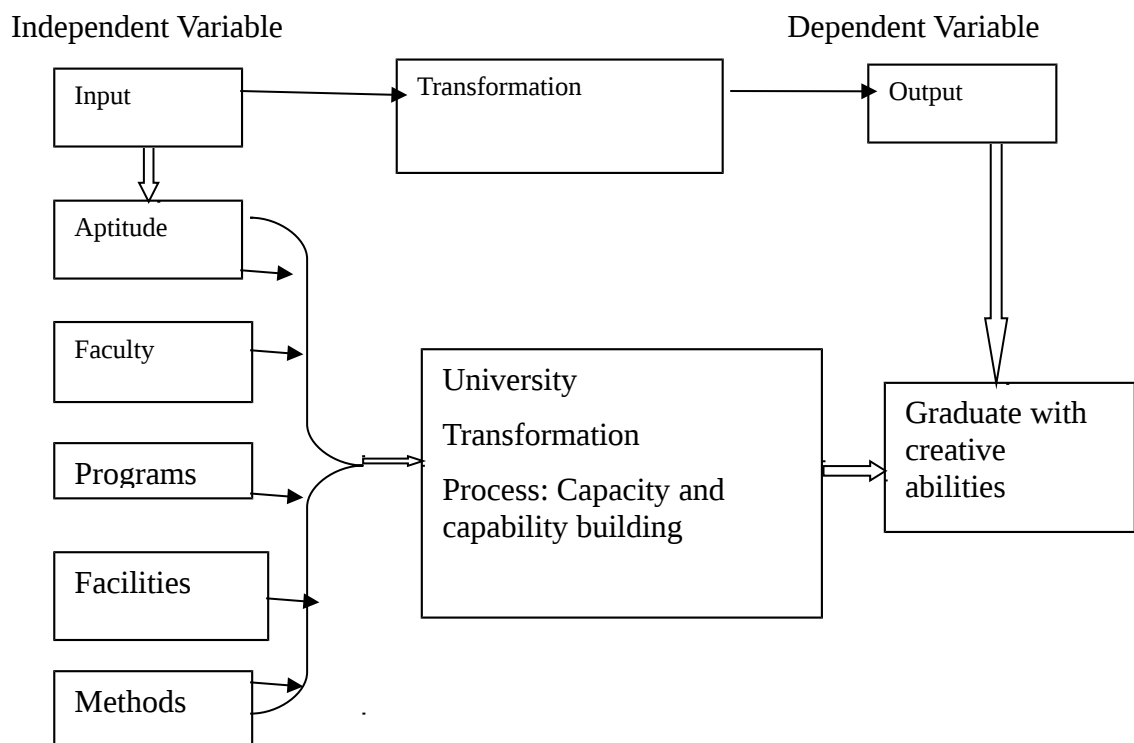 Independent Variable
Dependent Variable
Input
Transformation
Output
Aptitude
Faculty
Programs
Facilities
Methods
University
Transformation
Process: Capacity and
capability building
Graduate with
creative
abilities